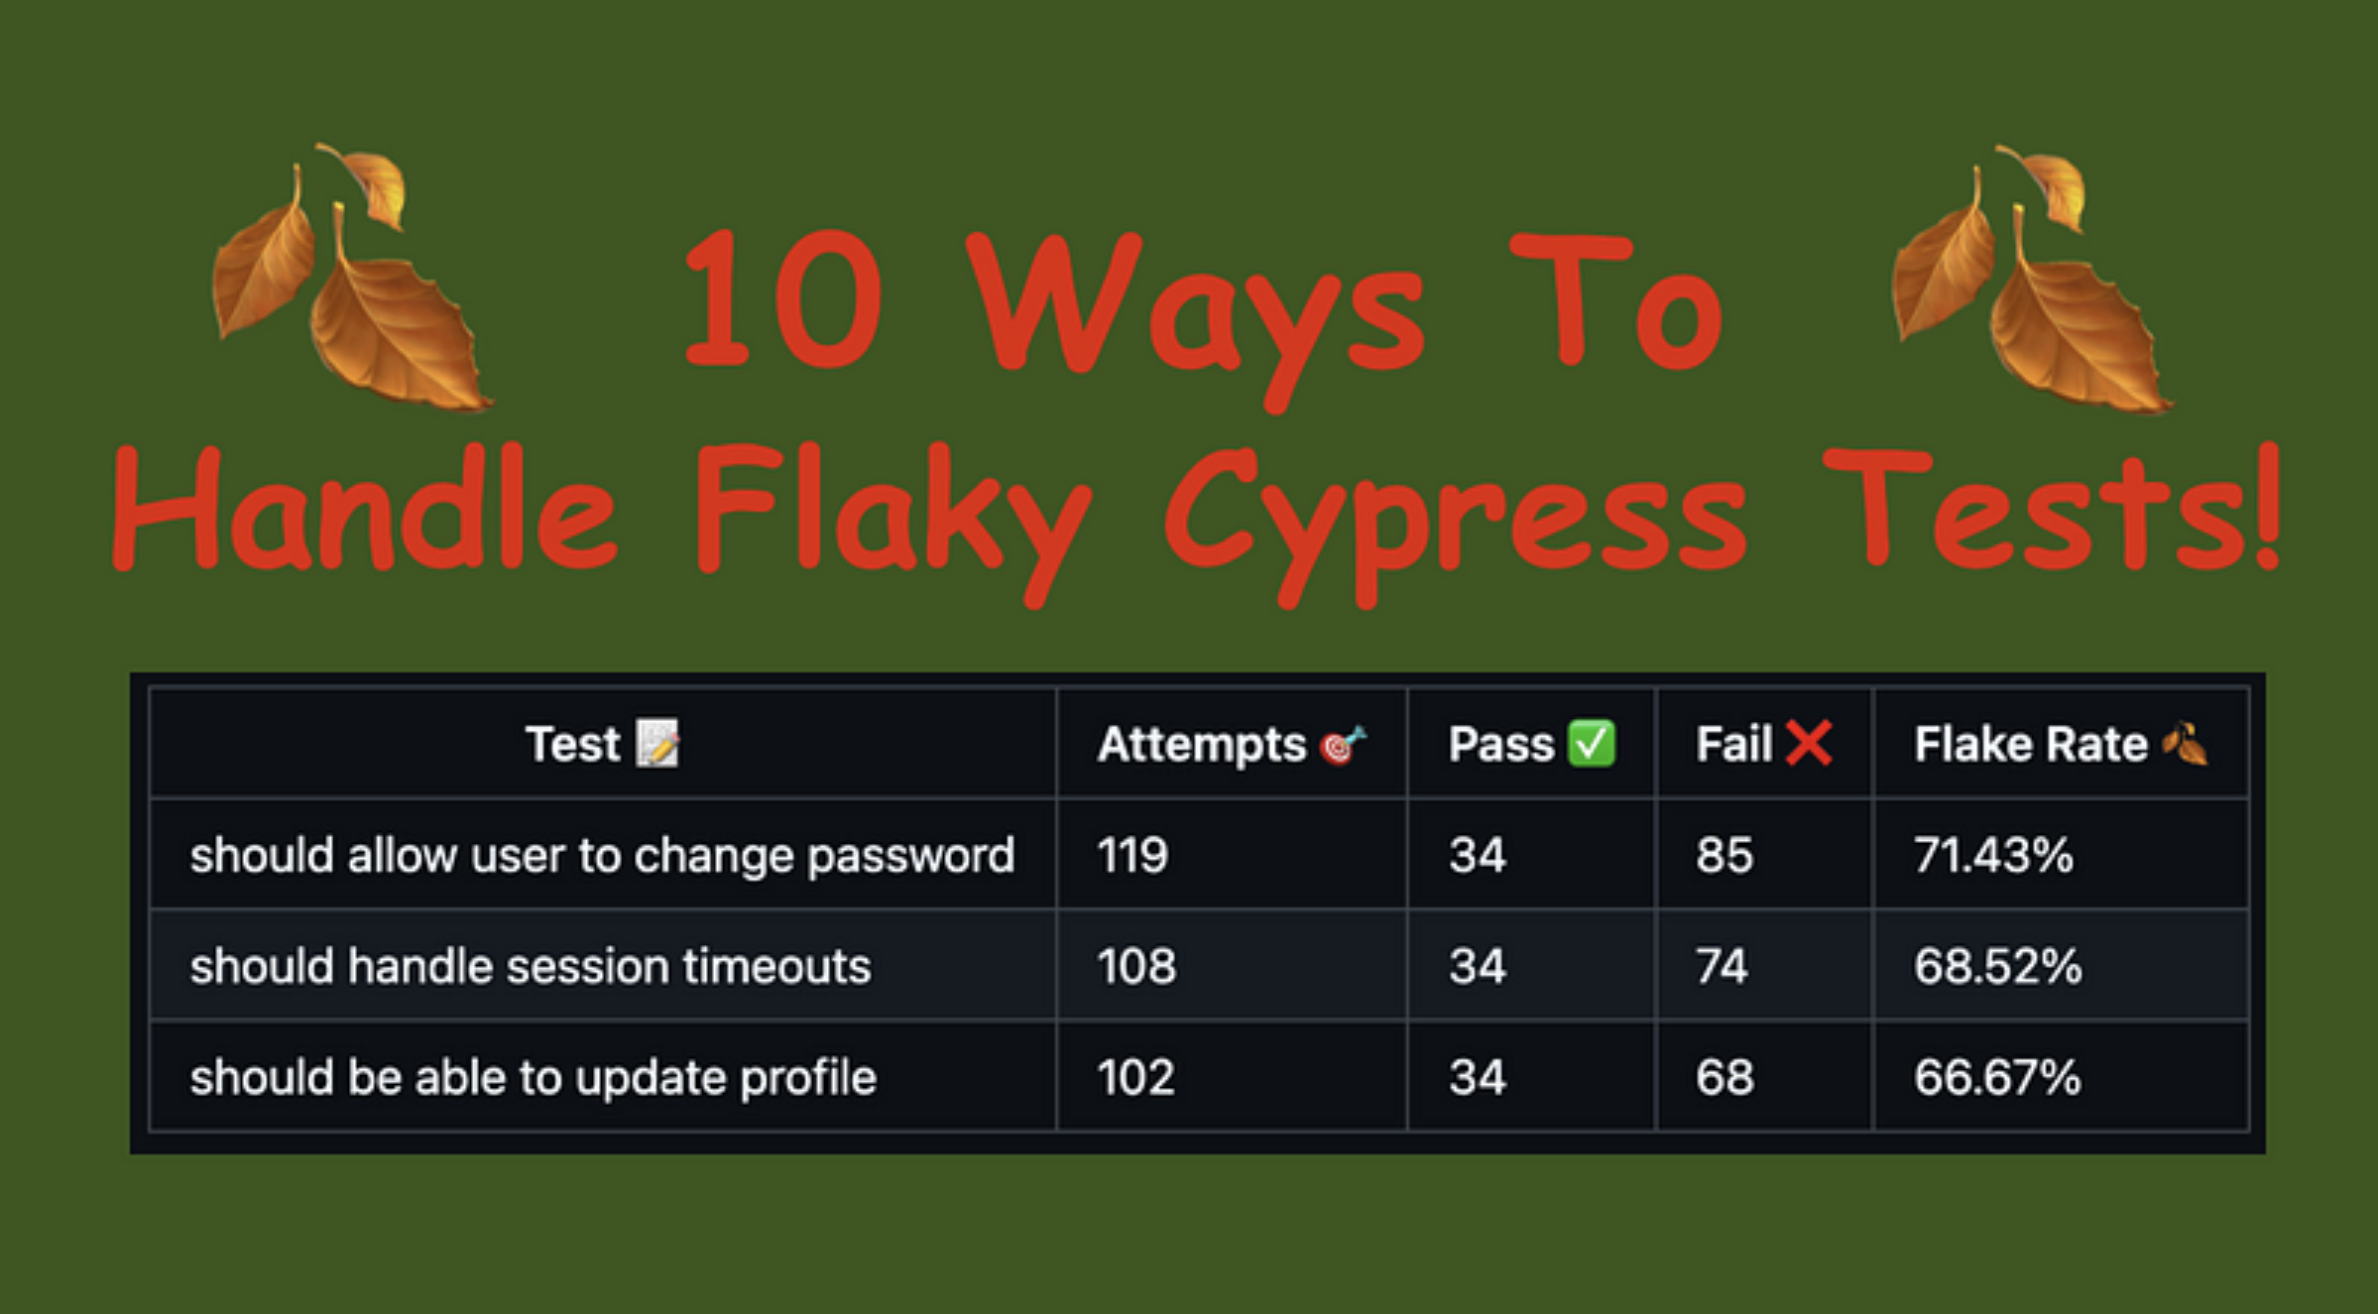 10 Ways To
Handle Flaky Cypress Tests!
Test 📝 Attempts 🎯 Pass ✅ Fail ❌ Flake Rate 🍂
should allow user to change password 119 34 85 71.43%
should handle session timeouts 108 34 74 68.52%
should be able to update profile 102 34 68 66.67%